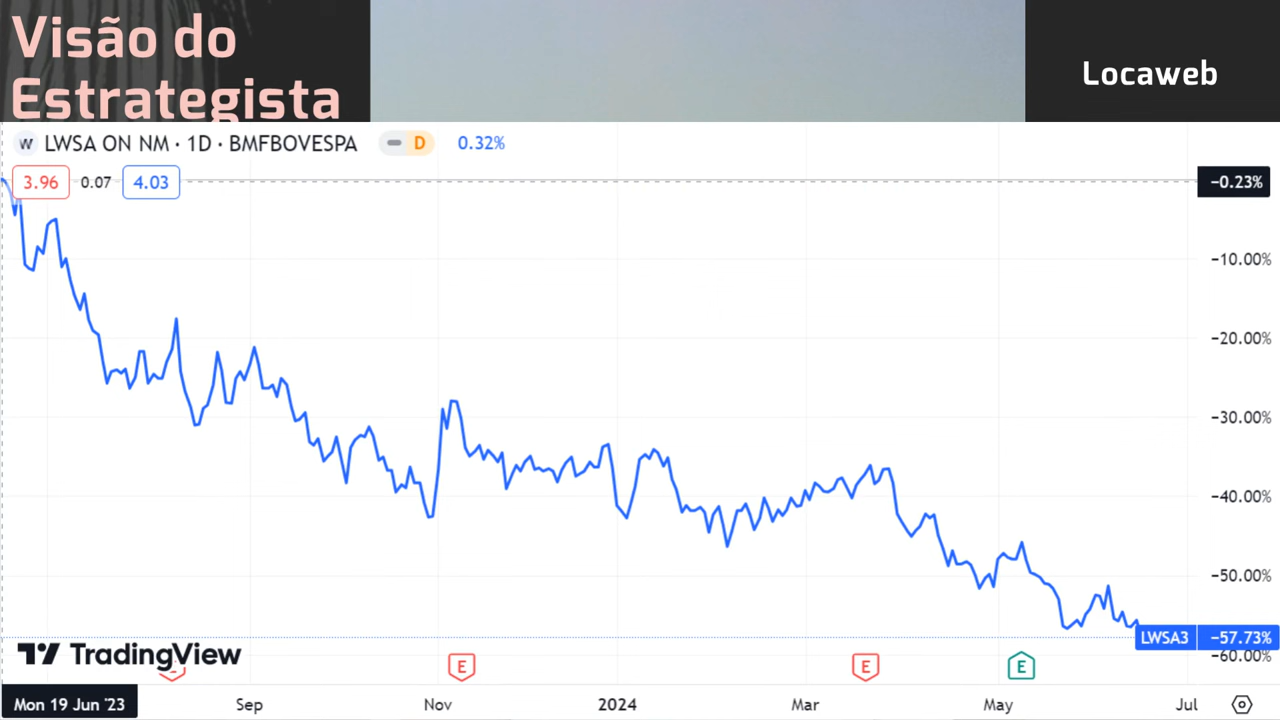 Visão do
Estrategista
Locaweb
W LWSA ON NM · 1D · BMFBOVESPA D 0.32%
3.96 0.07 4.03
−0.23%
−10.00%
−20.00%
−30.00%
−40.00%
−50.00%
LWSA3 −57.73%
−60.00%
TradingView
E E E E
Mon 19 Jun '23 Sep Nov 2024 Mar May Jul